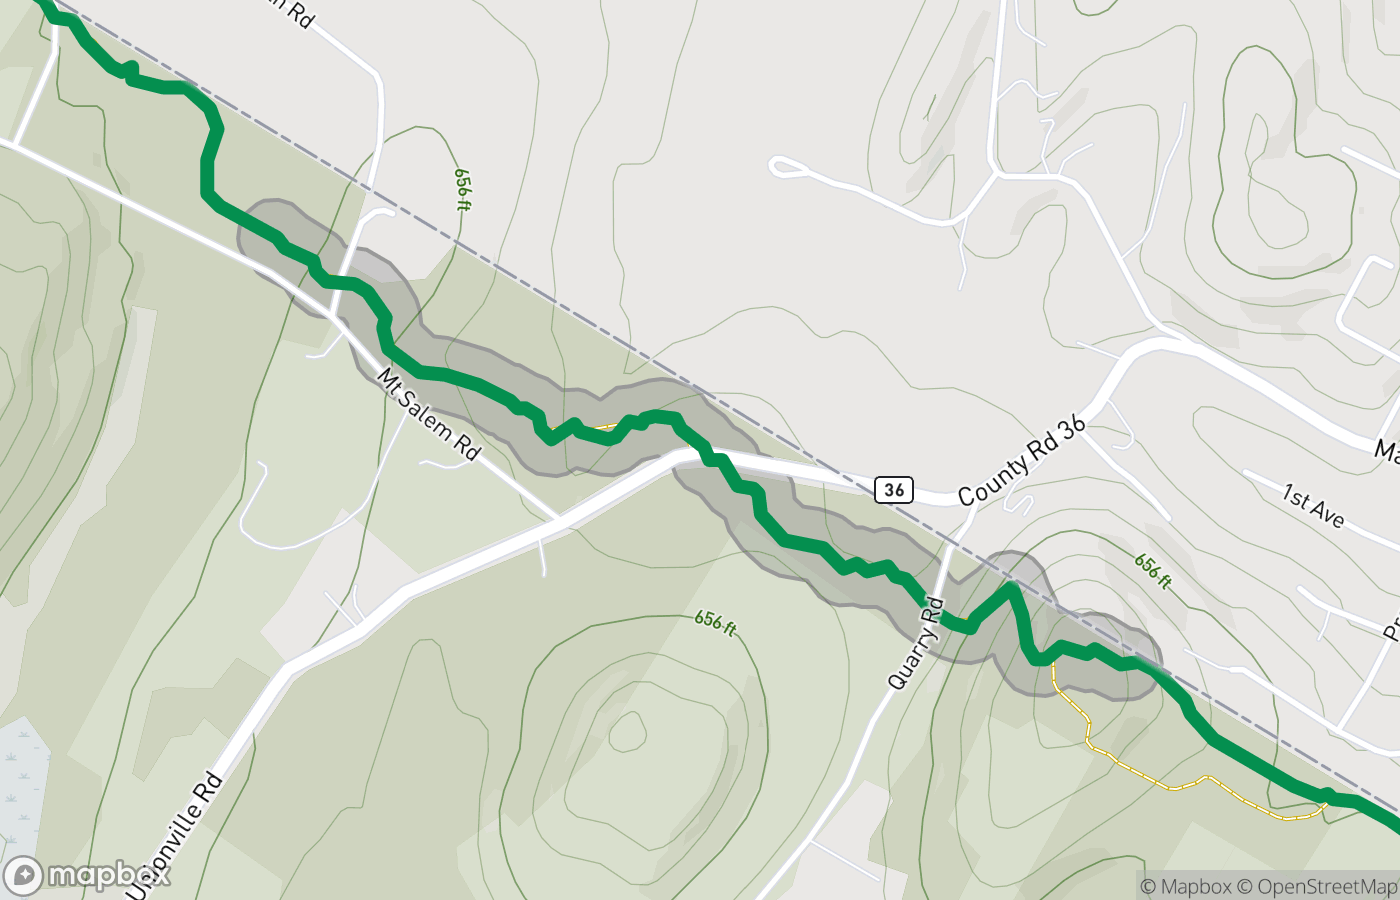 656 ft
Mt Salem Rd
36
County Rd 36
1st Ave
656 ft
Quarry Rd
656 ft
Unionville Rd
mapbox
© Mapbox © OpenStreetMap